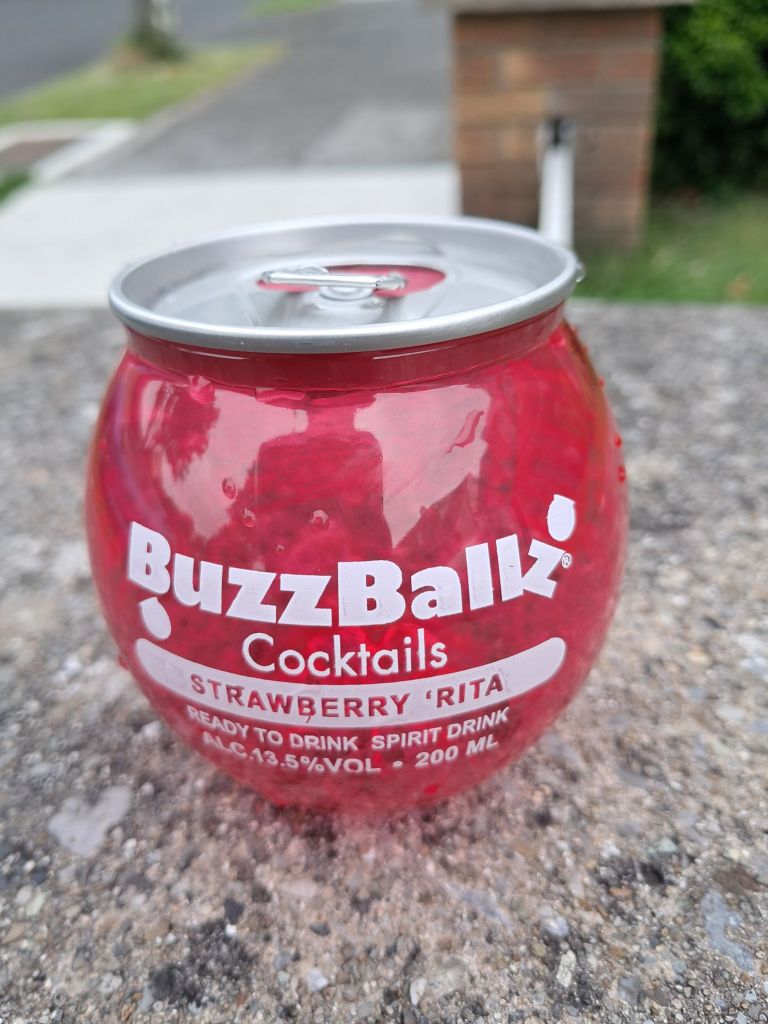 BuzzBallz®
Cocktails
STRAWBERRY 'RITA
READY TO DRINK SPIRIT DRINK
ALC.13.5%VOL • 200 ML